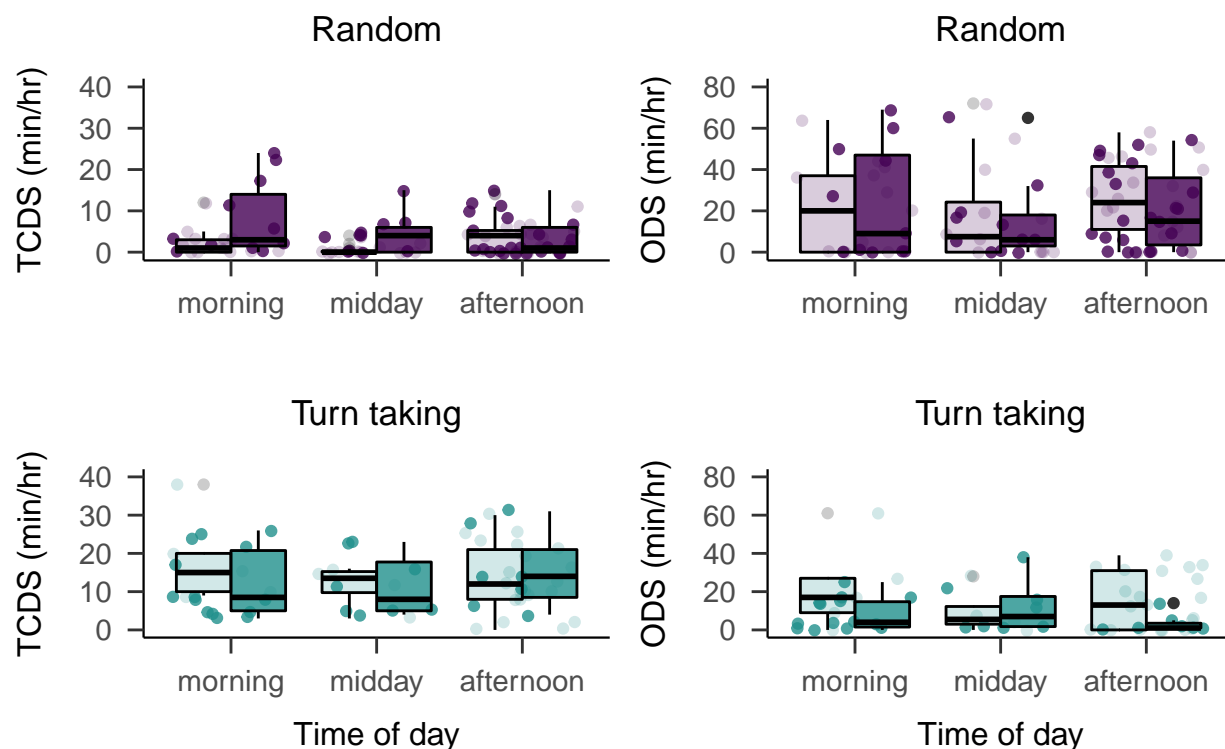 Random
TCDS (min/hr)
40
30
20
10
0
morning midday afternoon
Random
ODS (min/hr)
80
60
40
20
0
morning midday afternoon
Turn taking
TCDS (min/hr)
40
30
20
10
0
morning midday afternoon
Time of day
Turn taking
ODS (min/hr)
80
60
40
20
0
morning midday afternoon
Time of day